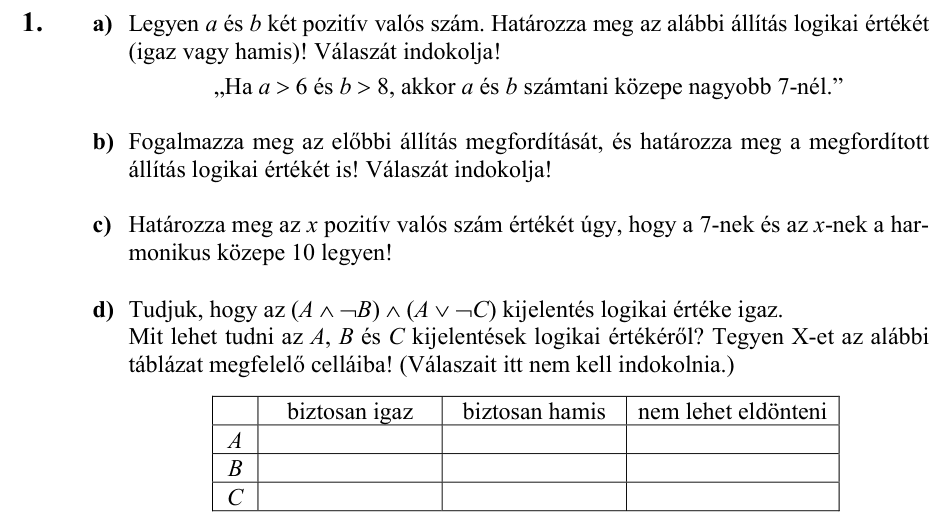 1. a) Legyen a és b két pozitív valós szám. Határozza meg az alábbi állítás logikai értékét
(igaz vagy hamis)! Válaszát indokolja!
„Ha a > 6 és b > 8, akkor a és b számtani közepe nagyobb 7-nél.”
b) Fogalmazza meg az előbbi állítás megfordítását, és határozza meg a megfordított
állítás logikai értékét is! Válaszát indokolja!
c) Határozza meg az x pozitív valós szám értékét úgy, hogy a 7-nek és az x-nek a har-
monikus közepe 10 legyen!
d) Tudjuk, hogy az (A ∧ ¬B) ∧ (A ∨ ¬C) kijelentés logikai értéke igaz.
Mit lehet tudni az A, B és C kijelentések logikai értékéről? Tegyen X-et az alábbi
táblázat megfelelő celláiba! (Válaszait itt nem kell indokolnia.)
biztosan igaz biztosan hamis nem lehet eldönteni
A
B
C